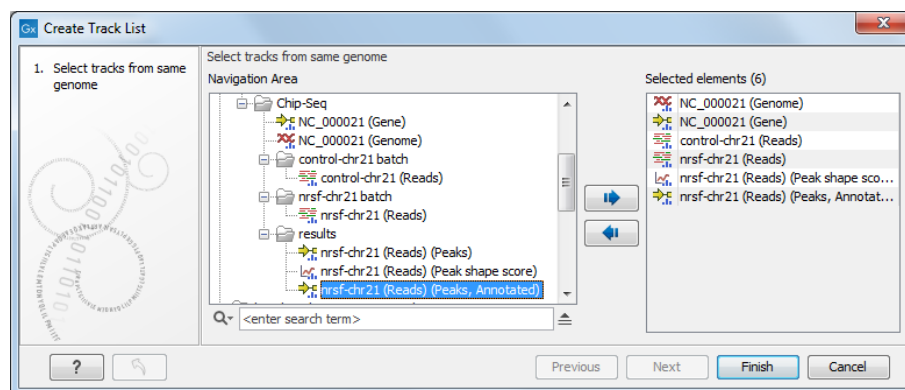 Gx Create Track List
X
1. Select tracks from same
genome
Select tracks from same genome
Navigation Area
Chip-Seq
NC_000021 (Gene)
NC_000021 (Genome)
control-chr21 batch
control-chr21 (Reads)
nrsf-chr21 batch
nrsf-chr21 (Reads)
results
nrsf-chr21 (Reads) (Peaks)
nrsf-chr21 (Reads) (Peak shape score)
nrsf-chr21 (Reads) (Peaks, Annotated)
<enter search term>
Selected elements (6)
NC_000021 (Genome)
NC_000021 (Gene)
control-chr21 (Reads)
nrsf-chr21 (Reads)
nrsf-chr21 (Reads) (Peak shape sco...
nrsf-chr21 (Reads) (Peaks, Annotat...
?
Previous
Next
Finish
Cancel